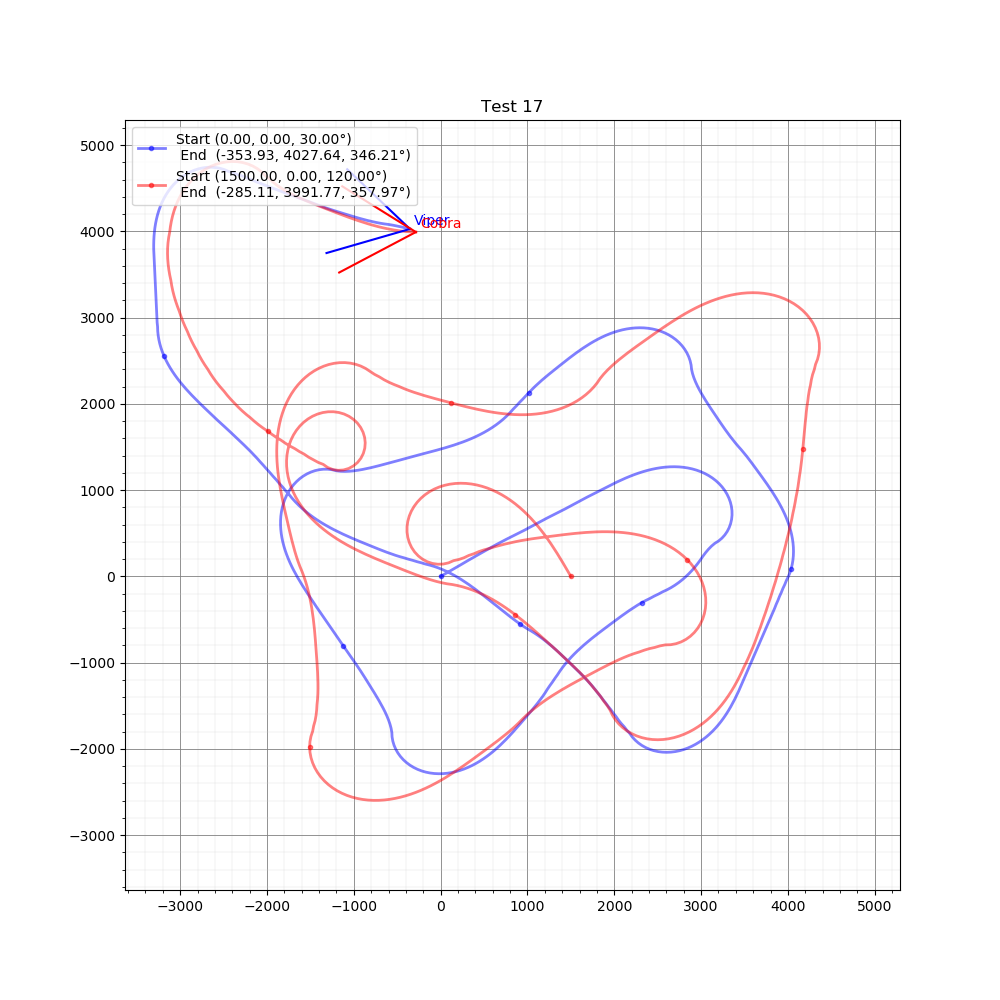 Test 17
Start (0.00, 0.00, 30.00°)
End (-353.93, 4027.64, 346.21°)
Start (1500.00, 0.00, 120.00°)
End (-285.11, 3991.77, 357.97°)
Viper
Cobra
5000
4000
3000
2000
1000
0
−1000
−2000
−3000
−3000 −2000 −1000 0 1000 2000 3000 4000 5000